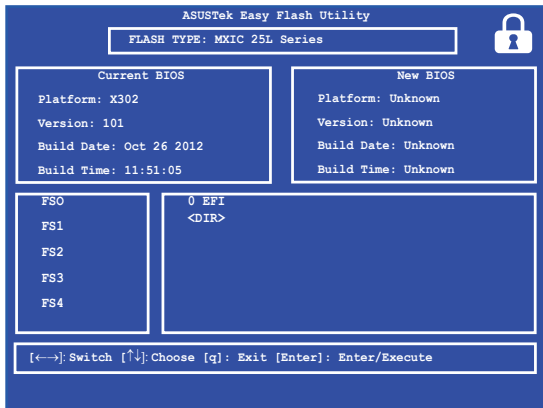 ASUSTek Easy Flash Utility
FLASH TYPE: MXIC 25L Series
Current BIOS
Platform: X302
Version: 101
Build Date: Oct 26 2012
Build Time: 11:51:05
New BIOS
Platform: Unknown
Version: Unknown
Build Date: Unknown
Build Time: Unknown
FSO
FS1
FS2
FS3
FS4
0 EFI
<DIR>
[←→]: Switch [↑↓]: Choose [q]: Exit [Enter]: Enter/Execute